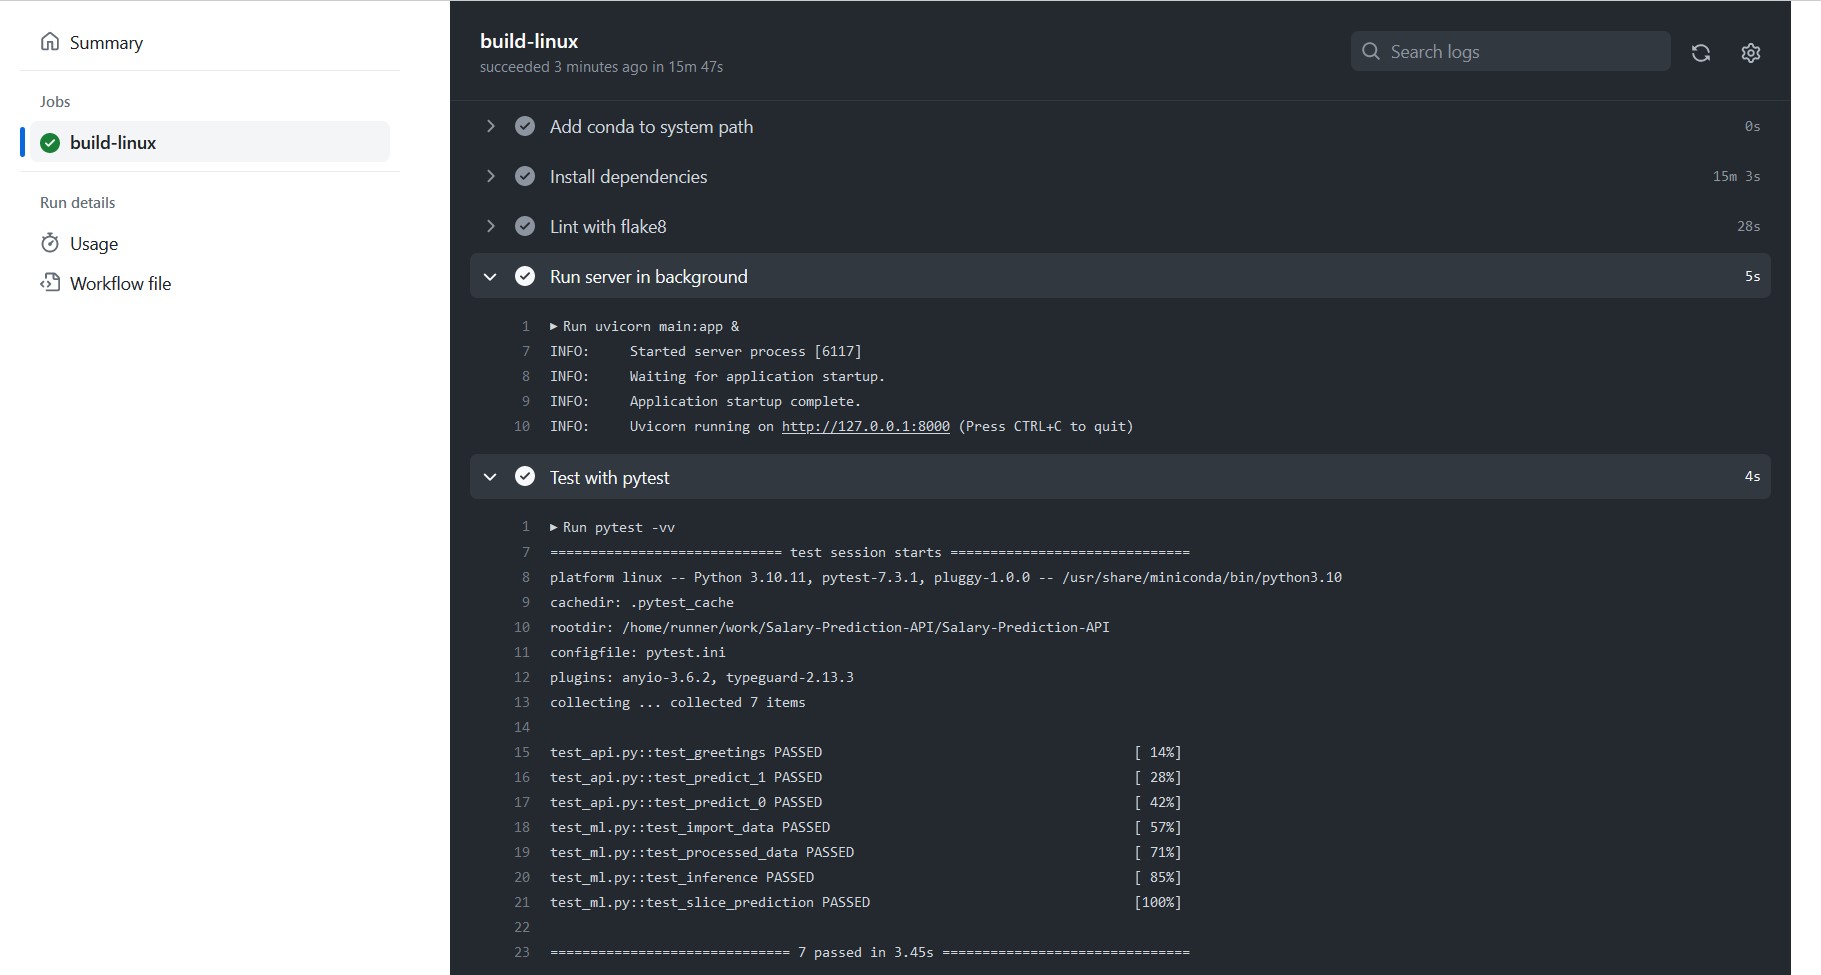 Summary
Jobs
build-linux
Run details
Usage
Workflow file
build-linux
succeeded 3 minutes ago in 15m 47s
Search logs
Add conda to system path 0s
Install dependencies 15m 3s
Lint with flake8 28s
Run server in background 5s
1 ▶ Run uvicorn main:app &
7 INFO:     Started server process [6117]
8 INFO:     Waiting for application startup.
9 INFO:     Application startup complete.
10 INFO:     Uvicorn running on http://127.0.0.1:8000 (Press CTRL+C to quit)
Test with pytest 4s
1 ▶ Run pytest -vv
7 ============================= test session starts ==============================
8 platform linux -- Python 3.10.11, pytest-7.3.1, pluggy-1.0.0 -- /usr/share/miniconda/bin/python3.10
9 cachedir: .pytest_cache
10 rootdir: /home/runner/work/Salary-Prediction-API/Salary-Prediction-API
11 configfile: pytest.ini
12 plugins: anyio-3.6.2, typeguard-2.13.3
13 collecting ... collected 7 items
14
15 test_api.py::test_greetings PASSED                                       [ 14%]
16 test_api.py::test_predict_1 PASSED                                       [ 28%]
17 test_api.py::test_predict_0 PASSED                                       [ 42%]
18 test_ml.py::test_import_data PASSED                                      [ 57%]
19 test_ml.py::test_processed_data PASSED                                   [ 71%]
20 test_ml.py::test_inference PASSED                                        [ 85%]
21 test_ml.py::test_slice_prediction PASSED                                 [100%]
22
23 ============================== 7 passed in 3.45s ===============================